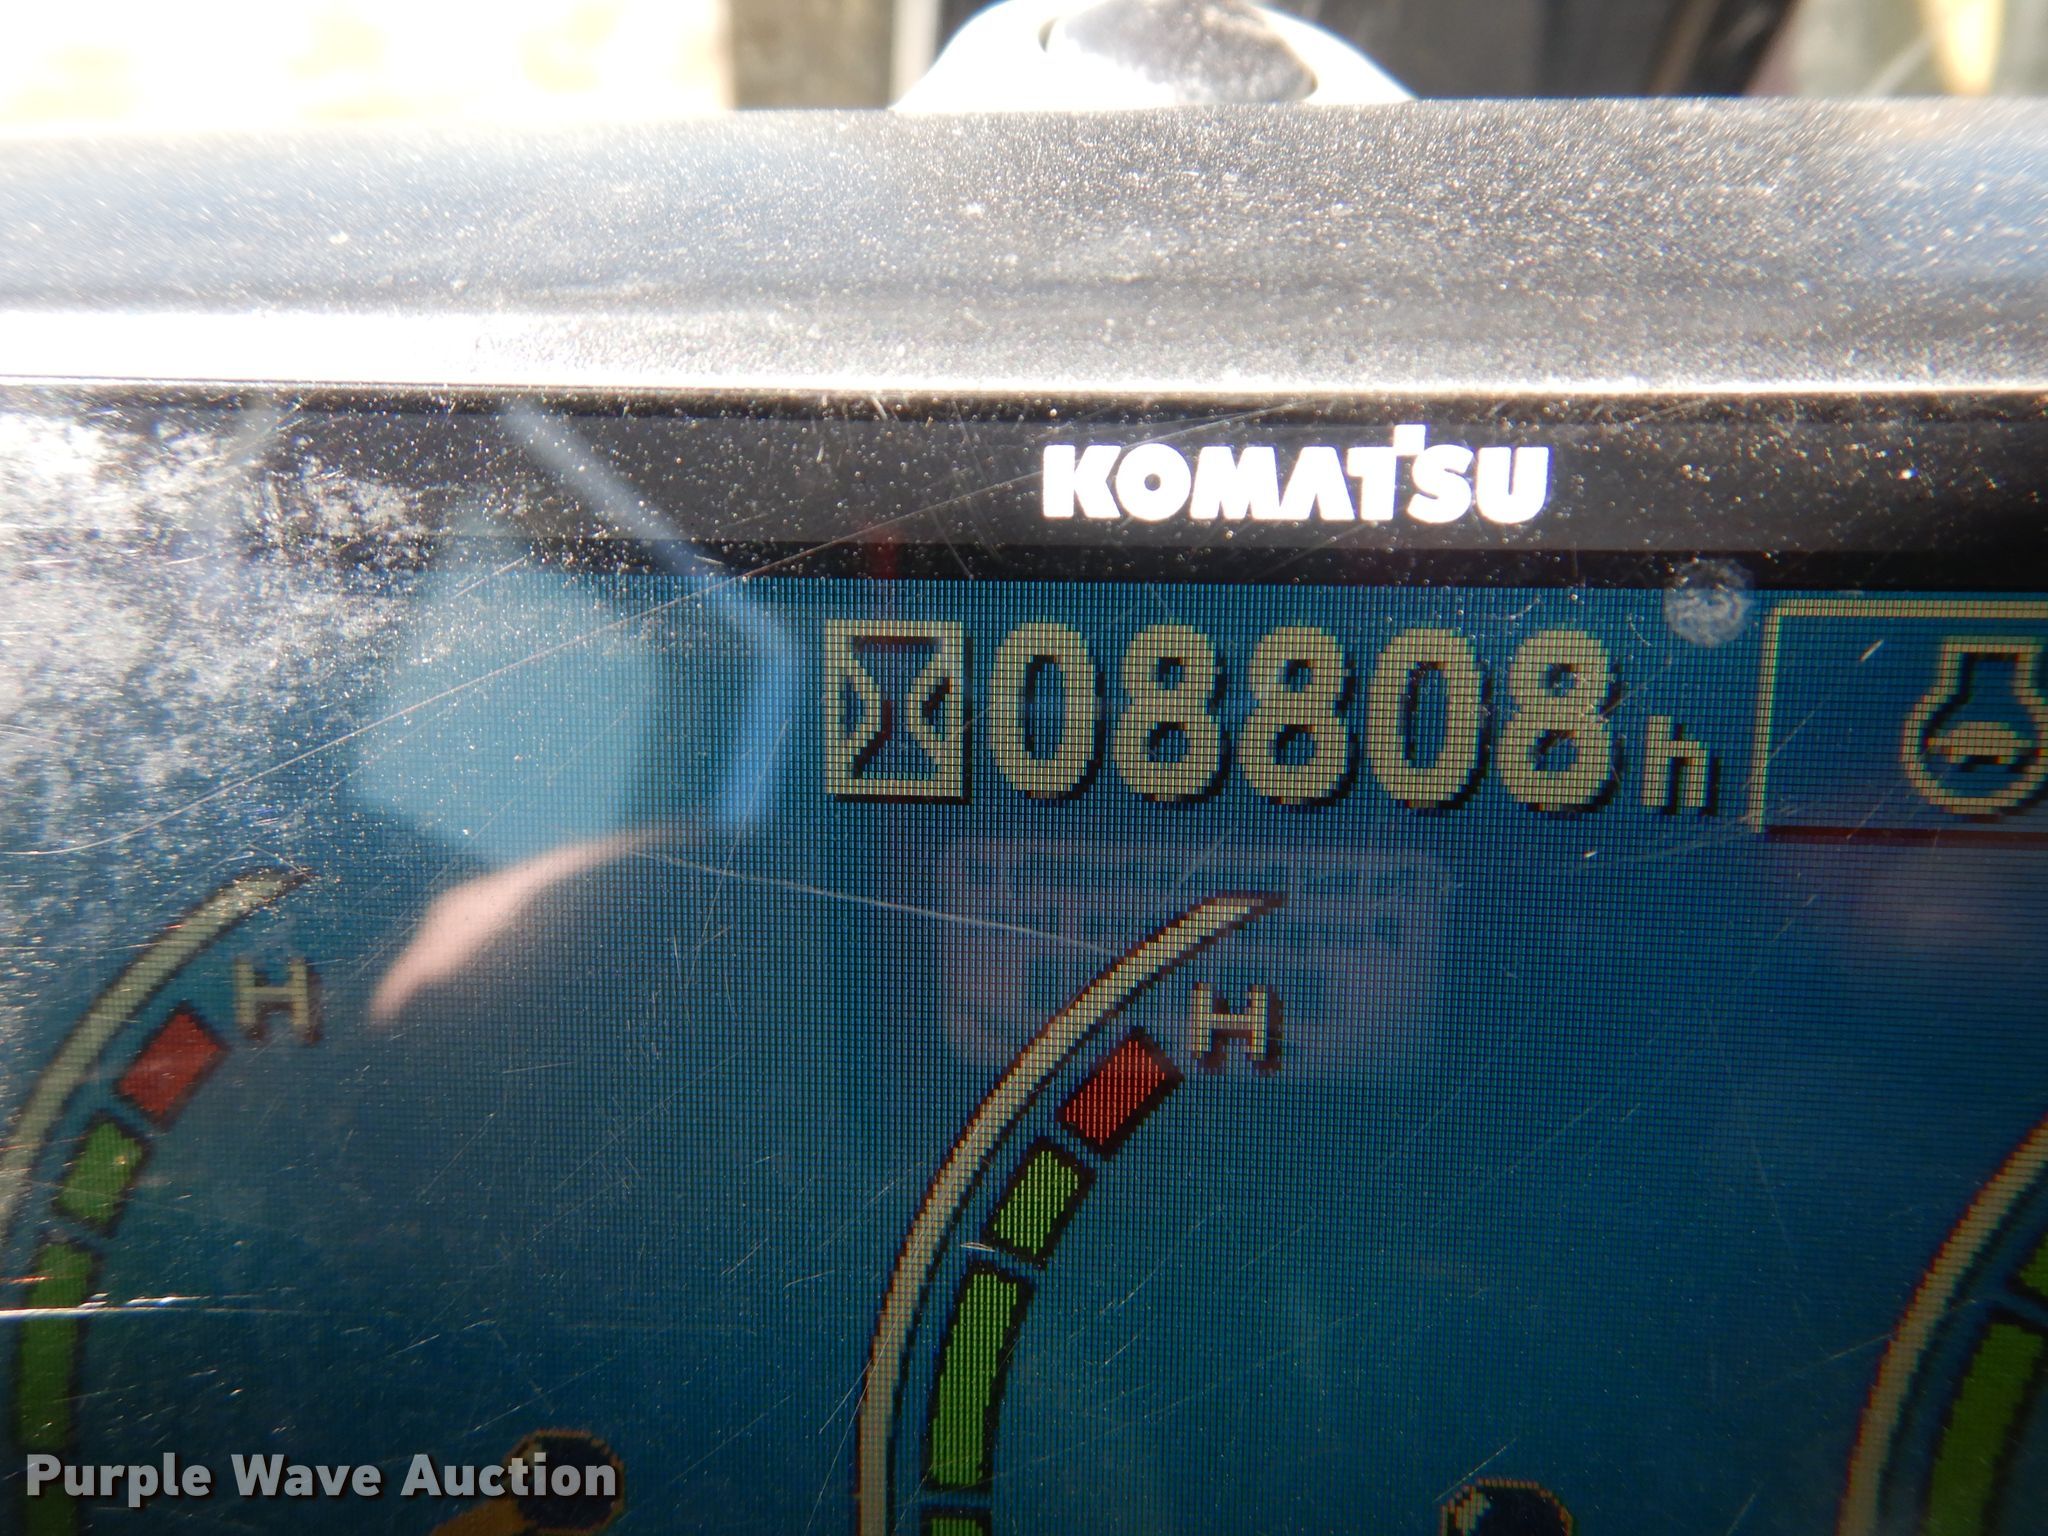 KOMATSU
08808h
H
H
Purple Wave Auction